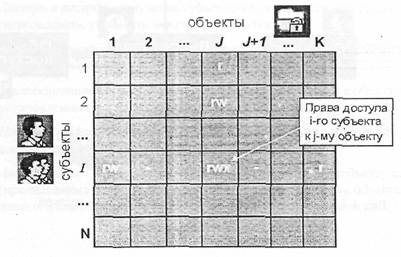 объекты
1 2 ... J J+1 ... K
1 r
2 rw
Права доступа
i-го субъекта
к j-му объекту
субъекты
...
I rw - rwx - r
...
N